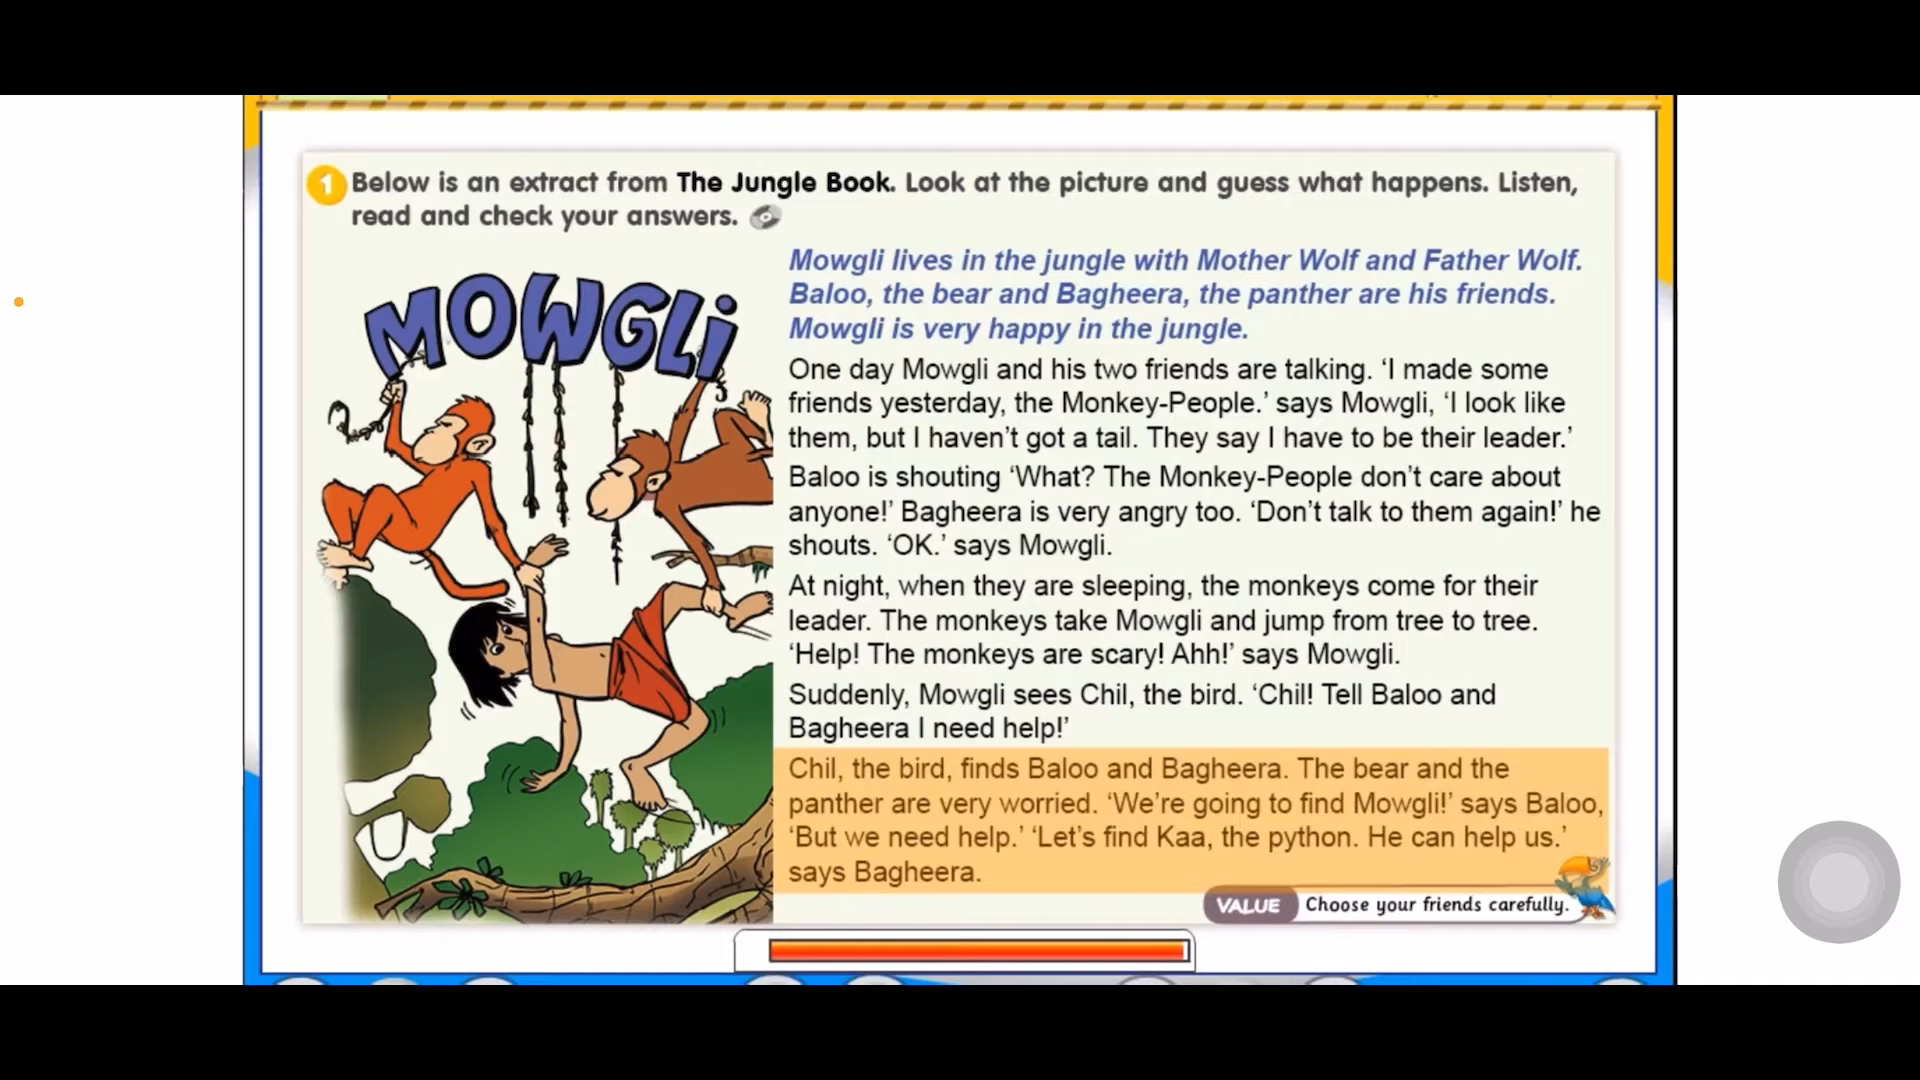 1 Below is an extract from The Jungle Book. Look at the picture and guess what happens. Listen,
read and check your answers.
MOWGLi
Mowgli lives in the jungle with Mother Wolf and Father Wolf.
Baloo, the bear and Bagheera, the panther are his friends.
Mowgli is very happy in the jungle.
One day Mowgli and his two friends are talking. ‘I made some
friends yesterday, the Monkey-People.’ says Mowgli, ‘I look like
them, but I haven’t got a tail. They say I have to be their leader.’
Baloo is shouting ‘What? The Monkey-People don’t care about
anyone!’ Bagheera is very angry too. ‘Don’t talk to them again!’ he
shouts. ‘OK.’ says Mowgli.
At night, when they are sleeping, the monkeys come for their
leader. The monkeys take Mowgli and jump from tree to tree.
‘Help! The monkeys are scary! Ahh!’ says Mowgli.
Suddenly, Mowgli sees Chil, the bird. ‘Chil! Tell Baloo and
Bagheera I need help!’
Chil, the bird, finds Baloo and Bagheera. The bear and the
panther are very worried. ‘We’re going to find Mowgli!’ says Baloo,
‘But we need help.’ ‘Let’s find Kaa, the python. He can help us.’
says Bagheera.
VALUE Choose your friends carefully.